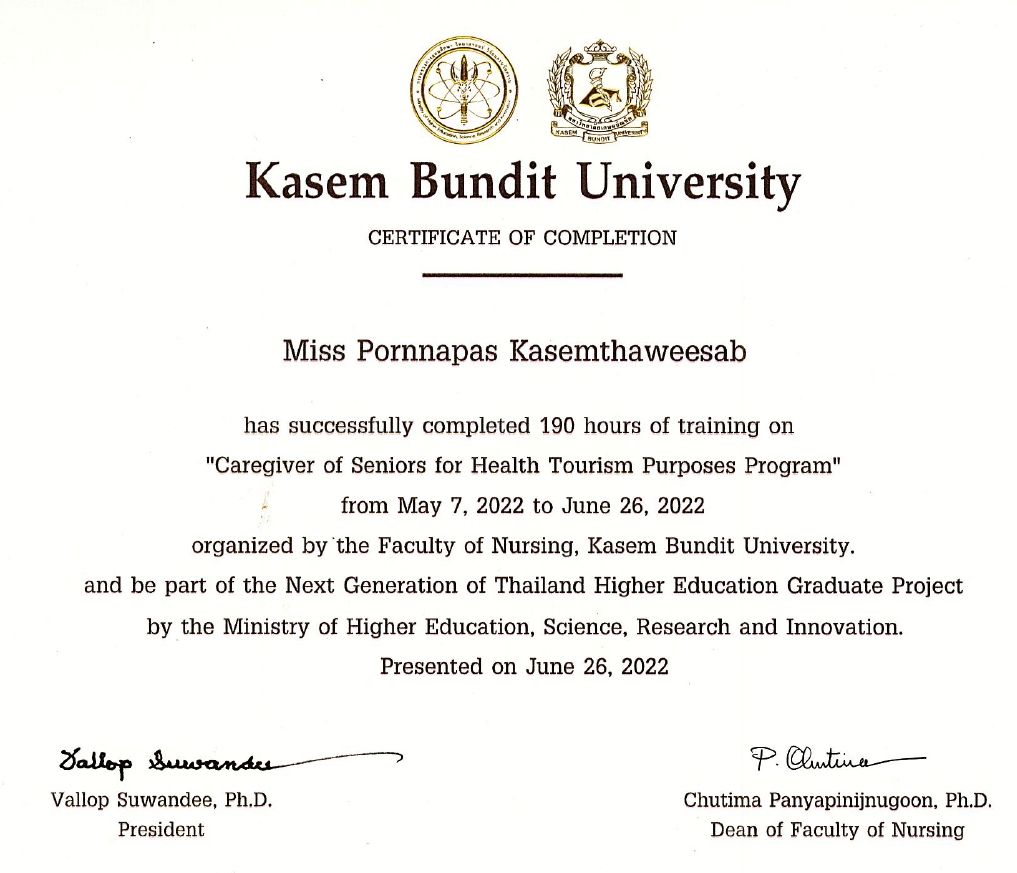 KASEM BUNDIT UNIVERSITY
Kasem Bundit University
CERTIFICATE OF COMPLETION
Miss Pornnapas Kasemthaweesab
has successfully completed 190 hours of training on
"Caregiver of Seniors for Health Tourism Purposes Program"
from May 7, 2022 to June 26, 2022
organized by the Faculty of Nursing, Kasem Bundit University.
and be part of the Next Generation of Thailand Higher Education Graduate Project
by the Ministry of Higher Education, Science, Research and Innovation.
Presented on June 26, 2022
Vallop Suwandee
P. Chutima
Vallop Suwandee, Ph.D.
Chutima Panyapinijnugoon, Ph.D.
President
Dean of Faculty of Nursing